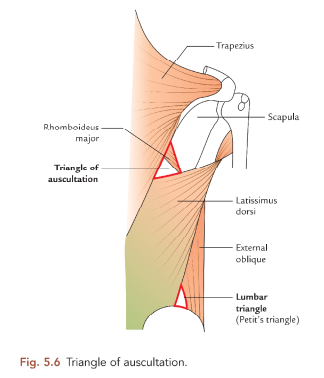 Trapezius
Scapula
Rhomboideus
major
Triangle of
auscultation
Latissimus
dorsi
External
oblique
Lumbar
triangle
(Petit's triangle)
Fig. 5.6 Triangle of auscultation.